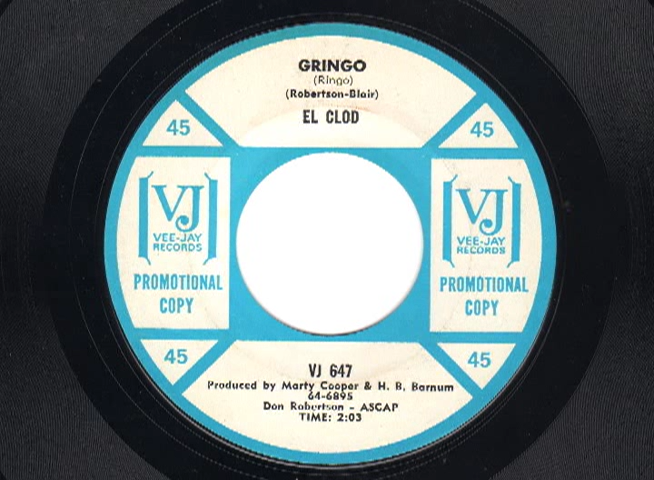 GRINGO
(Ringo)
(Robertson-Blair)
EL CLOD
45
45
VJ
VEE-JAY
RECORDS
PROMOTIONAL
COPY
VJ
VEE-JAY
RECORDS
PROMOTIONAL
COPY
45
45
VJ 647
Produced by Marty Cooper & H. B. Barnum
64-6895
Don Robertson - ASCAP
TIME: 2:03